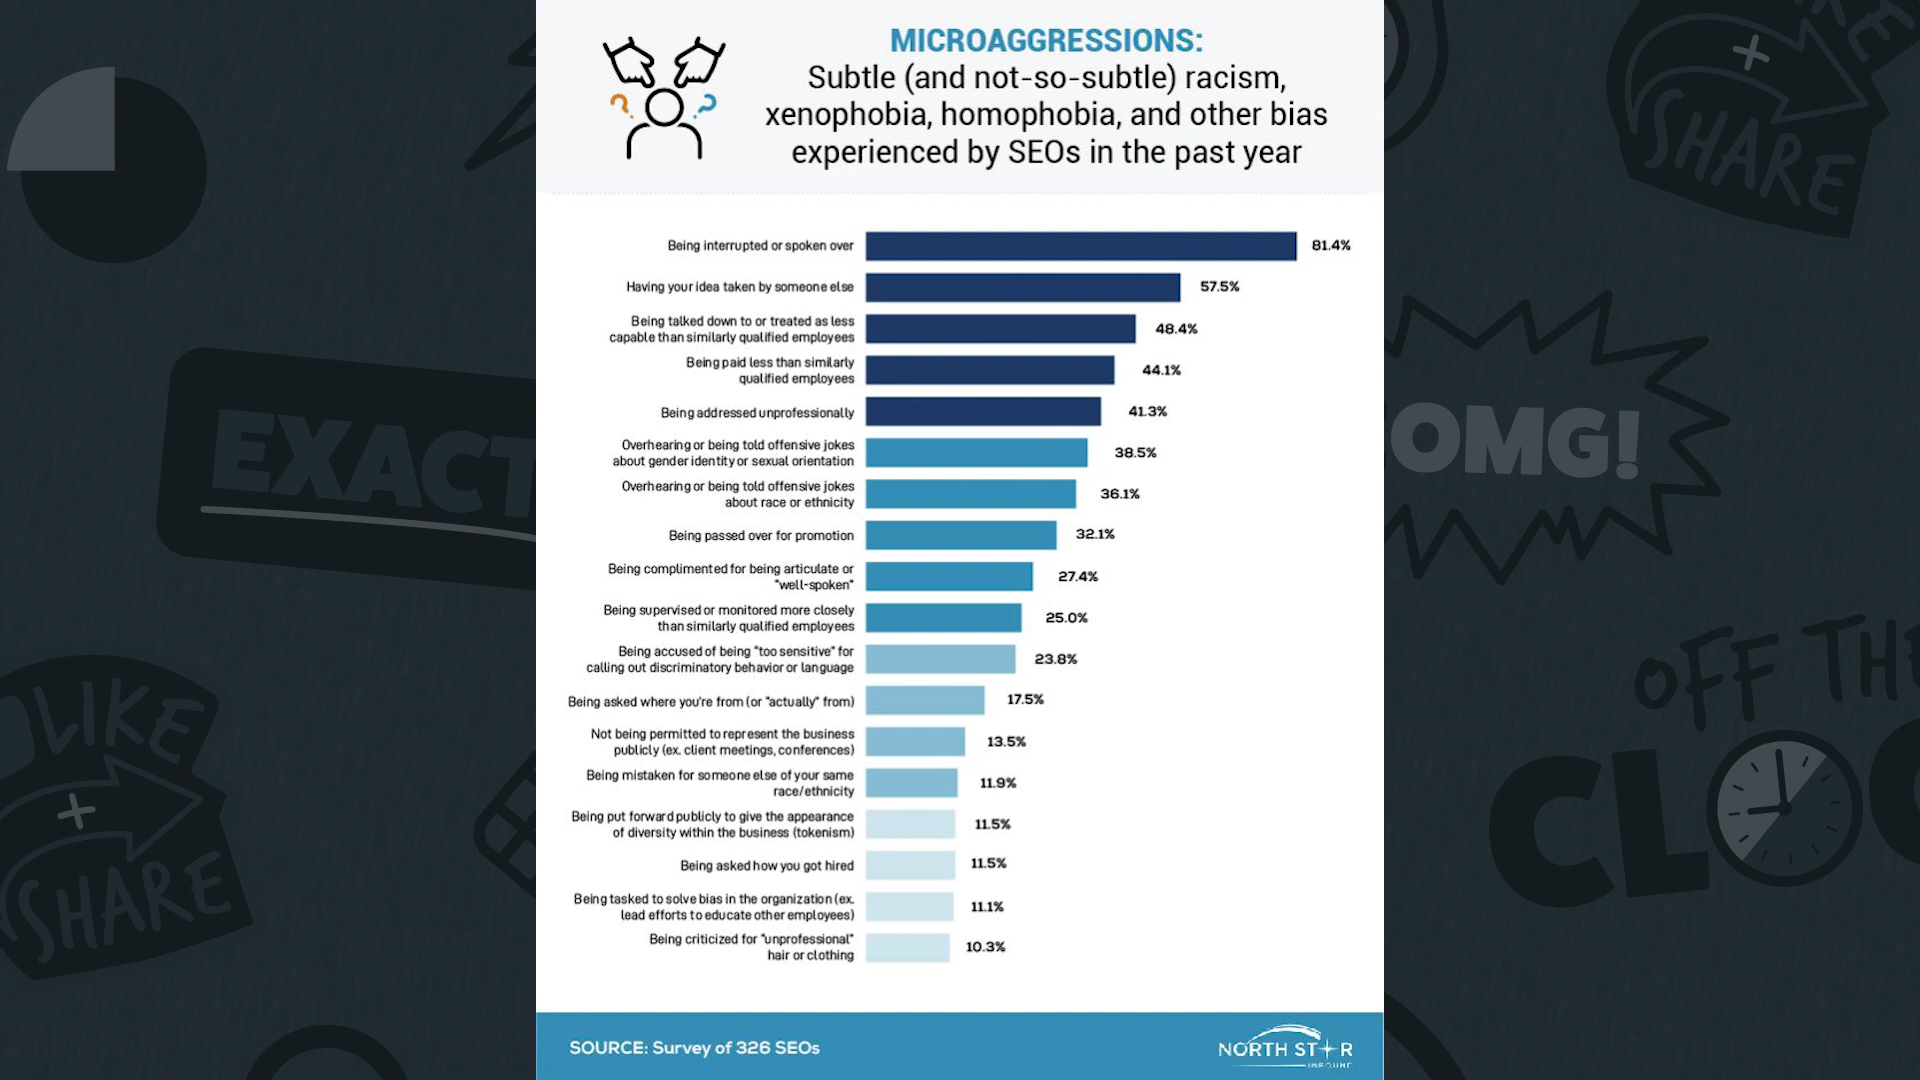 MICROAGGRESSIONS:
Subtle (and not-so-subtle) racism,
xenophobia, homophobia, and other bias
experienced by SEOs in the past year
Being interrupted or spoken over 81.4%
Having your idea taken by someone else 57.5%
Being talked down to or treated as less
capable than similarly qualified employees 48.4%
Being paid less than similarly
qualified employees 44.1%
Being addressed unprofessionally 41.3%
Overhearing or being told offensive jokes
about gender identity or sexual orientation 38.5%
Overhearing or being told offensive jokes
about race or ethnicity 36.1%
Being passed over for promotion 32.1%
Being complimented for being articulate or
"well-spoken" 27.4%
Being supervised or monitored more closely
than similarly qualified employees 25.0%
Being accused of being "too sensitive" for
calling out discriminatory behavior or language 23.8%
Being asked where you're from (or "actually" from) 17.5%
Not being permitted to represent the business
publicly (ex. client meetings, conferences) 13.5%
Being mistaken for someone else of your same
race/ethnicity 11.9%
Being put forward publicly to give the appearance
of diversity within the business (tokenism) 11.5%
Being asked how you got hired 11.5%
Being tasked to solve bias in the organization (ex.
lead efforts to educate other employees) 11.1%
Being criticized for "unprofessional"
hair or clothing 10.3%
SOURCE: Survey of 326 SEOs
NORTH STAR
EXACT
LIKE
+
SHARE
+
SHARE
OMG!
OFF THE
CLOC